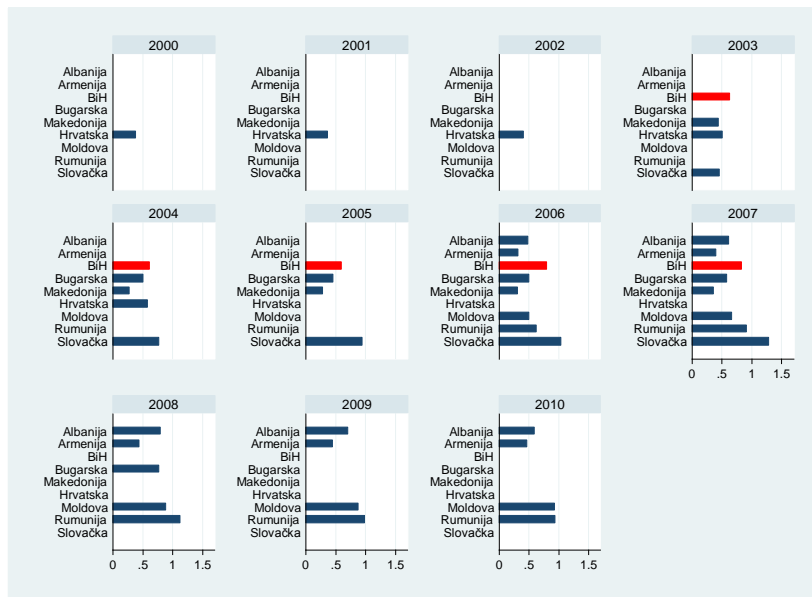 2000 2001 2002 2003
Albanija Albanija Albanija Albanija
Armenija Armenija Armenija Armenija
BiH BiH BiH BiH
Bugarska Bugarska Bugarska Bugarska
Makedonija Makedonija Makedonija Makedonija
Hrvatska Hrvatska Hrvatska Hrvatska
Moldova Moldova Moldova Moldova
Rumunija Rumunija Rumunija Rumunija
Slovačka Slovačka Slovačka Slovačka
2004 2005 2006 2007
Albanija Albanija Albanija Albanija
Armenija Armenija Armenija Armenija
BiH BiH BiH BiH
Bugarska Bugarska Bugarska Bugarska
Makedonija Makedonija Makedonija Makedonija
Hrvatska Hrvatska Hrvatska Hrvatska
Moldova Moldova Moldova Moldova
Rumunija Rumunija Rumunija Rumunija
Slovačka Slovačka Slovačka Slovačka
0 .5 1 1.5
2008 2009 2010
Albanija Albanija Albanija
Armenija Armenija Armenija
BiH BiH BiH
Bugarska Bugarska Bugarska
Makedonija Makedonija Makedonija
Hrvatska Hrvatska Hrvatska
Moldova Moldova Moldova
Rumunija Rumunija Rumunija
Slovačka Slovačka Slovačka
0 .5 1 1.5 0 .5 1 1.5 0 .5 1 1.5